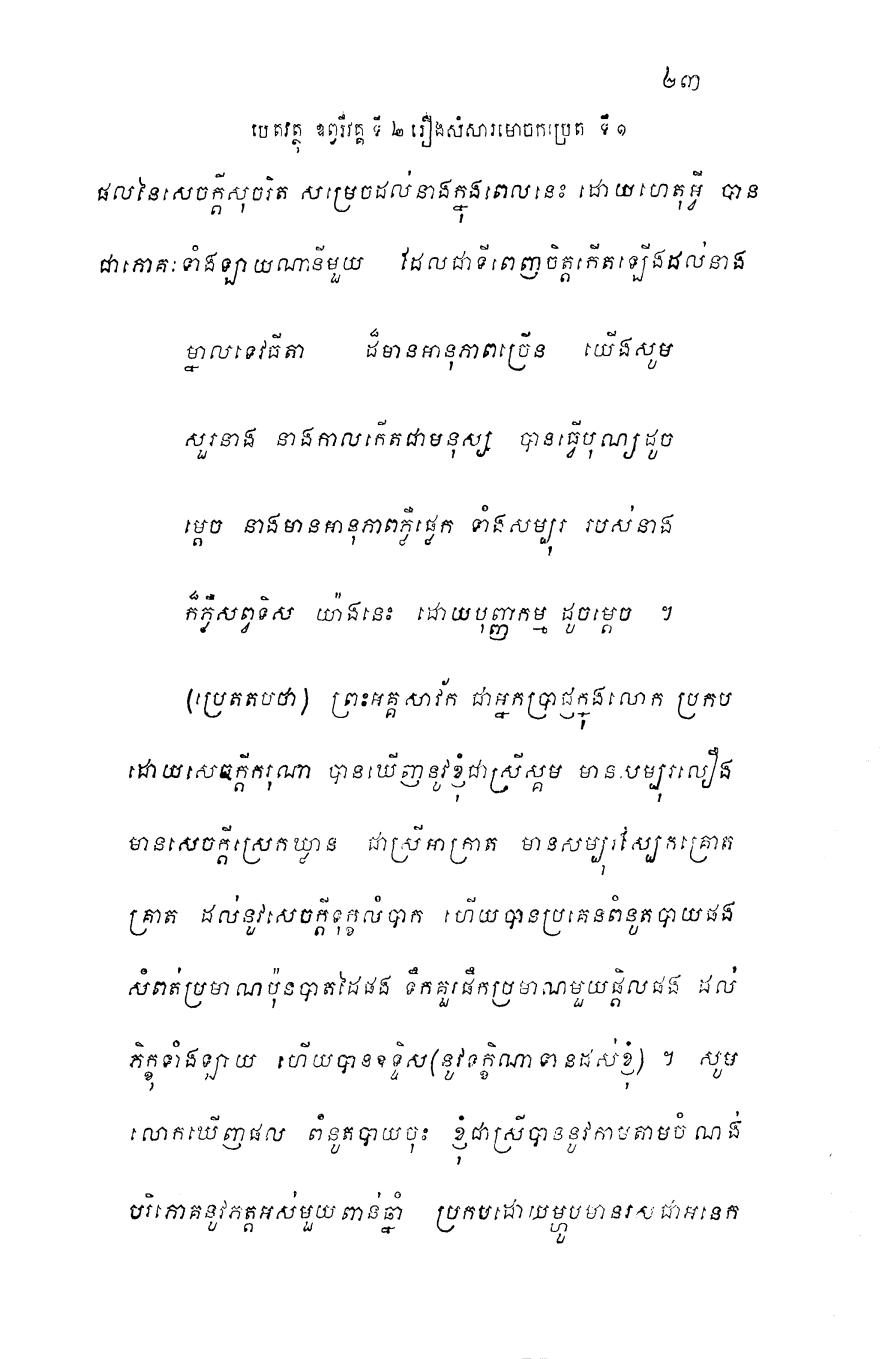 ២៣
បេតវត្ថុ ឧព្វរីវគ្គ ទី ២ រឿងសំសារមោចកប្រេត ទី ១
ផលនៃសេចក្ដីសុចរិត សម្រេចដល់នាងក្នុងពេលនេះ ដោយហេតុអ្វី បាន
ជាភោគៈទាំងឡាយណានីមួយ ដែលជាទីពេញចិត្តកើតឡើងដល់នាង
ម្នាលទេវធីតា ដ៏មានអានុភាពច្រើន យើងសូម
សួរនាង នាងកាលកើតជាមនុស្ស បានធ្វើបុណ្យដូច
ម្ដេច នាងមានអានុភាពភ្លឺផ្លេក ទាំងសម្បុរ របស់នាង
ក៏ភ្លឺសព្វទិស យ៉ាងនេះ ដោយបុញ្ញកម្ម ដូចម្ដេច ។
(ប្រេតតបថា) ព្រះអគ្គសាវ័ក ជាអ្នកប្រាជ្ញក្នុងលោក ប្រកប
ដោយសេចក្ដីករុណា បានឃើញនូវខ្ញុំជាស្រីស្គម មានសម្បុរលឿង
មានសេចក្ដីស្រេកឃ្លាន ជាស្រីអាក្រាត មានសម្បុរស្បែកគ្រោត
គ្រាត ដល់នូវសេចក្ដីទុក្ខលំបាក ហើយបានប្រគេនពំនូតបាយផង
សំពត់ប្រមាណប៉ុនបាតដៃផង ទឹកគួរផឹកប្រមាណមួយផ្ដិលផង ដល់
ភិក្ខុទាំងឡាយ ហើយបានឧទ្ទិស(នូវទក្ខិណាទានដល់ខ្ញុំ) ។ សូម
លោកឃើញផល ពំនូតបាយចុះ ខ្ញុំជាស្រីបាននូវកាមតាមចំណង់
បរិភោគនូវភត្តអស់មួយពាន់ឆ្នាំ ប្រកបដោយម្ហូបមានរសជាអនេក